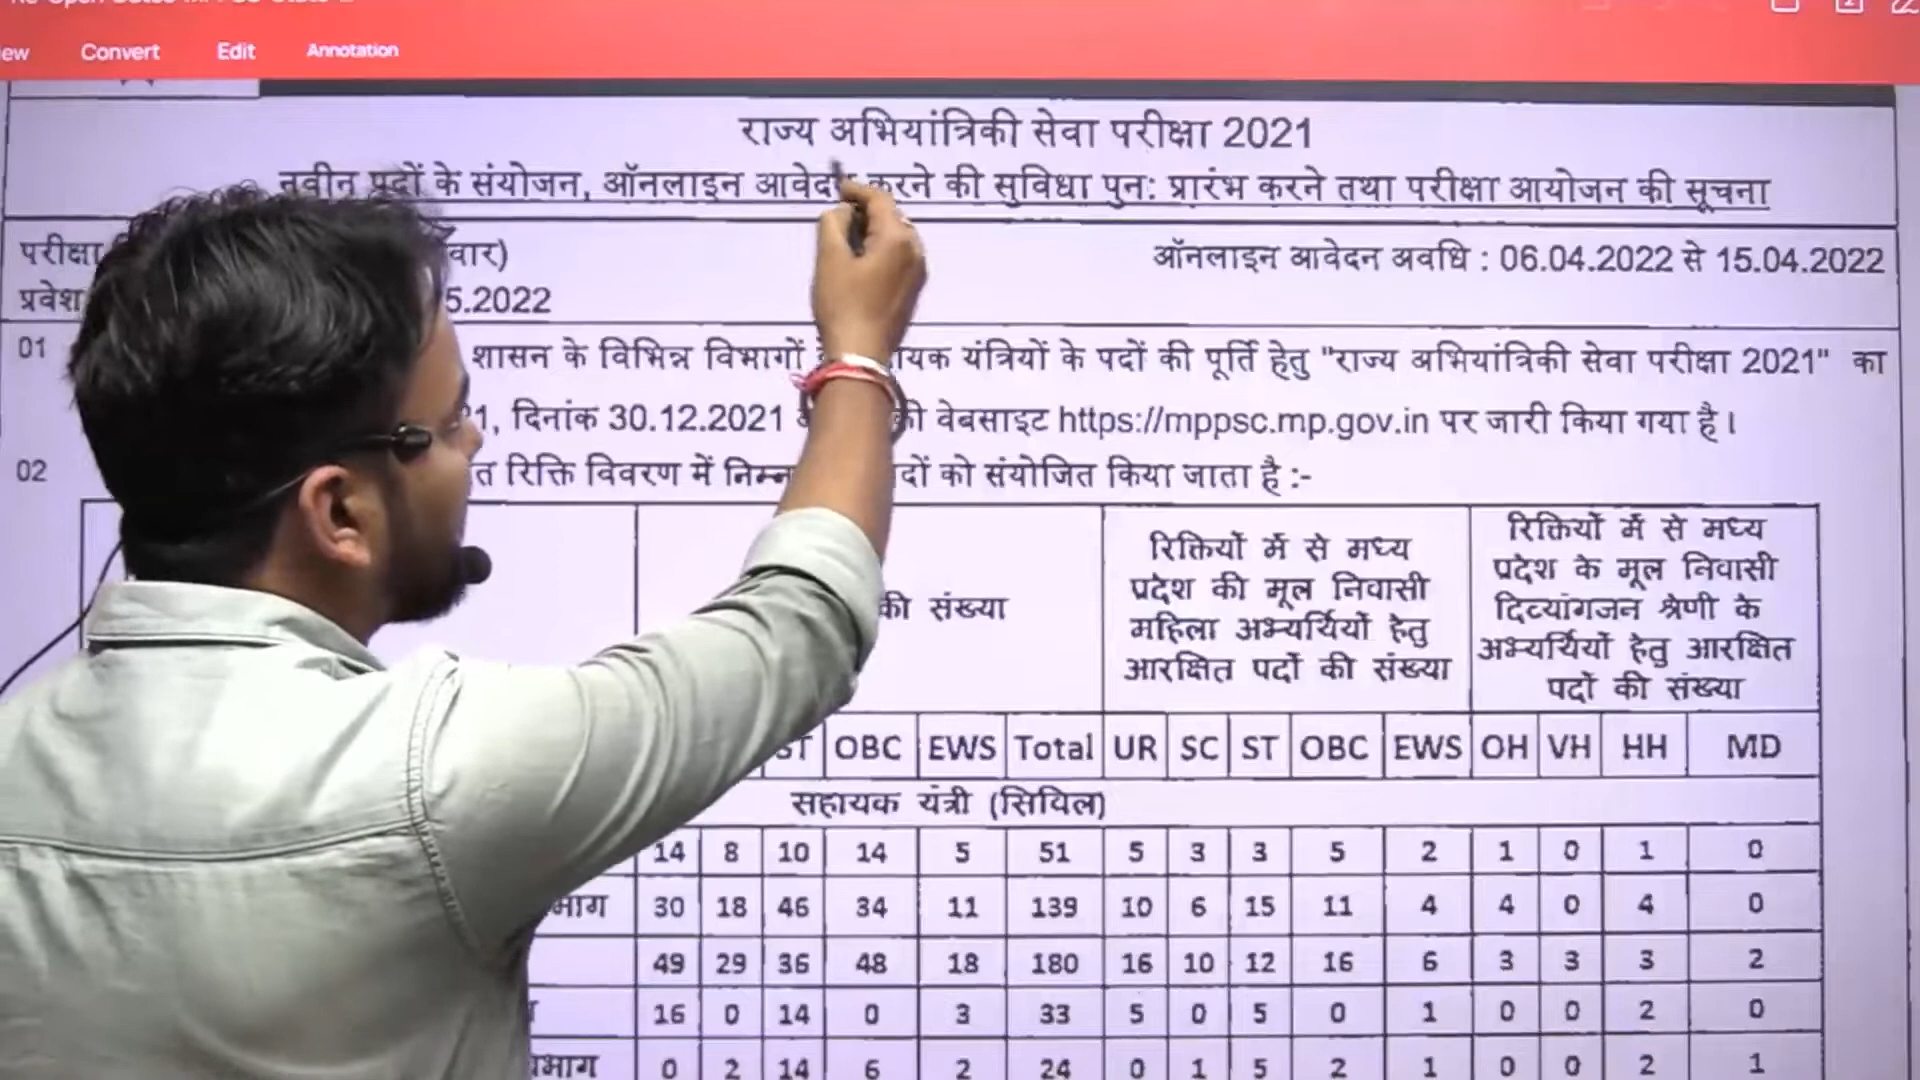 Convert Edit Annotation
राज्य अभियांत्रिकी सेवा परीक्षा 2021
नवीन पदों के संयोजन, ऑनलाइन आवेदन करने की सुविधा पुन: प्रारंभ करने तथा परीक्षा आयोजन की सूचना
परीक्षा वार) ऑनलाइन आवेदन अवधि : 06.04.2022 से 15.04.2022
प्रवेश 5.2022
01 शासन के विभिन्न विभागों यक यंत्रियों के पदों की पूर्ति हेतु "राज्य अभियांत्रिकी सेवा परीक्षा 2021" का
1, दिनांक 30.12.2021 की वेबसाइट https://mppsc.mp.gov.in पर जारी किया गया है।
02 त रिक्ति विवरण में निम्न दों को संयोजित किया जाता है :-
की संख्या
रिक्तियों में से मध्य
प्रदेश की मूल निवासी
महिला अभ्यर्थियों हेतु
आरक्षित पदों की संख्या
रिक्तियों में से मध्य
प्रदेश के मूल निवासी
दिव्यांगजन श्रेणी के
अभ्यर्थियों हेतु आरक्षित
पदों की संख्या
ST OBC EWS Total UR SC ST OBC EWS OH VH HH MD
सहायक यंत्री (सिविल)
14 8 10 14 5 51 5 3 3 5 2 1 0 1 0
भाग 30 18 46 34 11 139 10 6 15 11 4 4 0 4 0
49 29 36 48 18 180 16 10 12 16 6 3 3 3 2
16 0 14 0 3 33 5 0 5 0 1 0 0 2 0
भाग 0 2 14 6 2 24 0 1 5 2 1 0 0 2 1